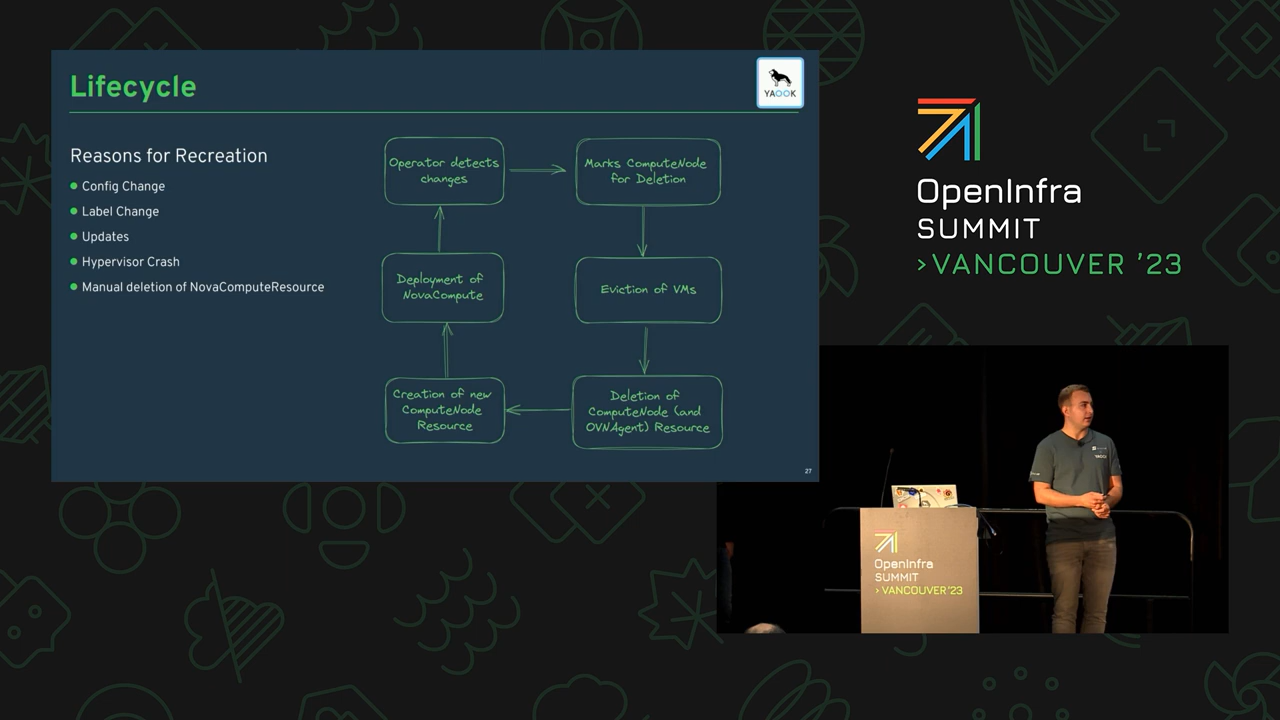 Lifecycle
YAOOK
Reasons for Recreation
Config Change
Label Change
Updates
Hypervisor Crash
Manual deletion of NovaComputeResource
Operator detects
changes
Marks ComputeNode
for Deletion
Deployment of
NovaCompute
Eviction of VMs
Creation of new
ComputeNode
Resource
Deletion of
ComputeNode (and
OVNAgent) Resource
27
OpenInfra
SUMMIT
>VANCOUVER '23
OpenInfra
SUMMIT
> VANCOUVER '23